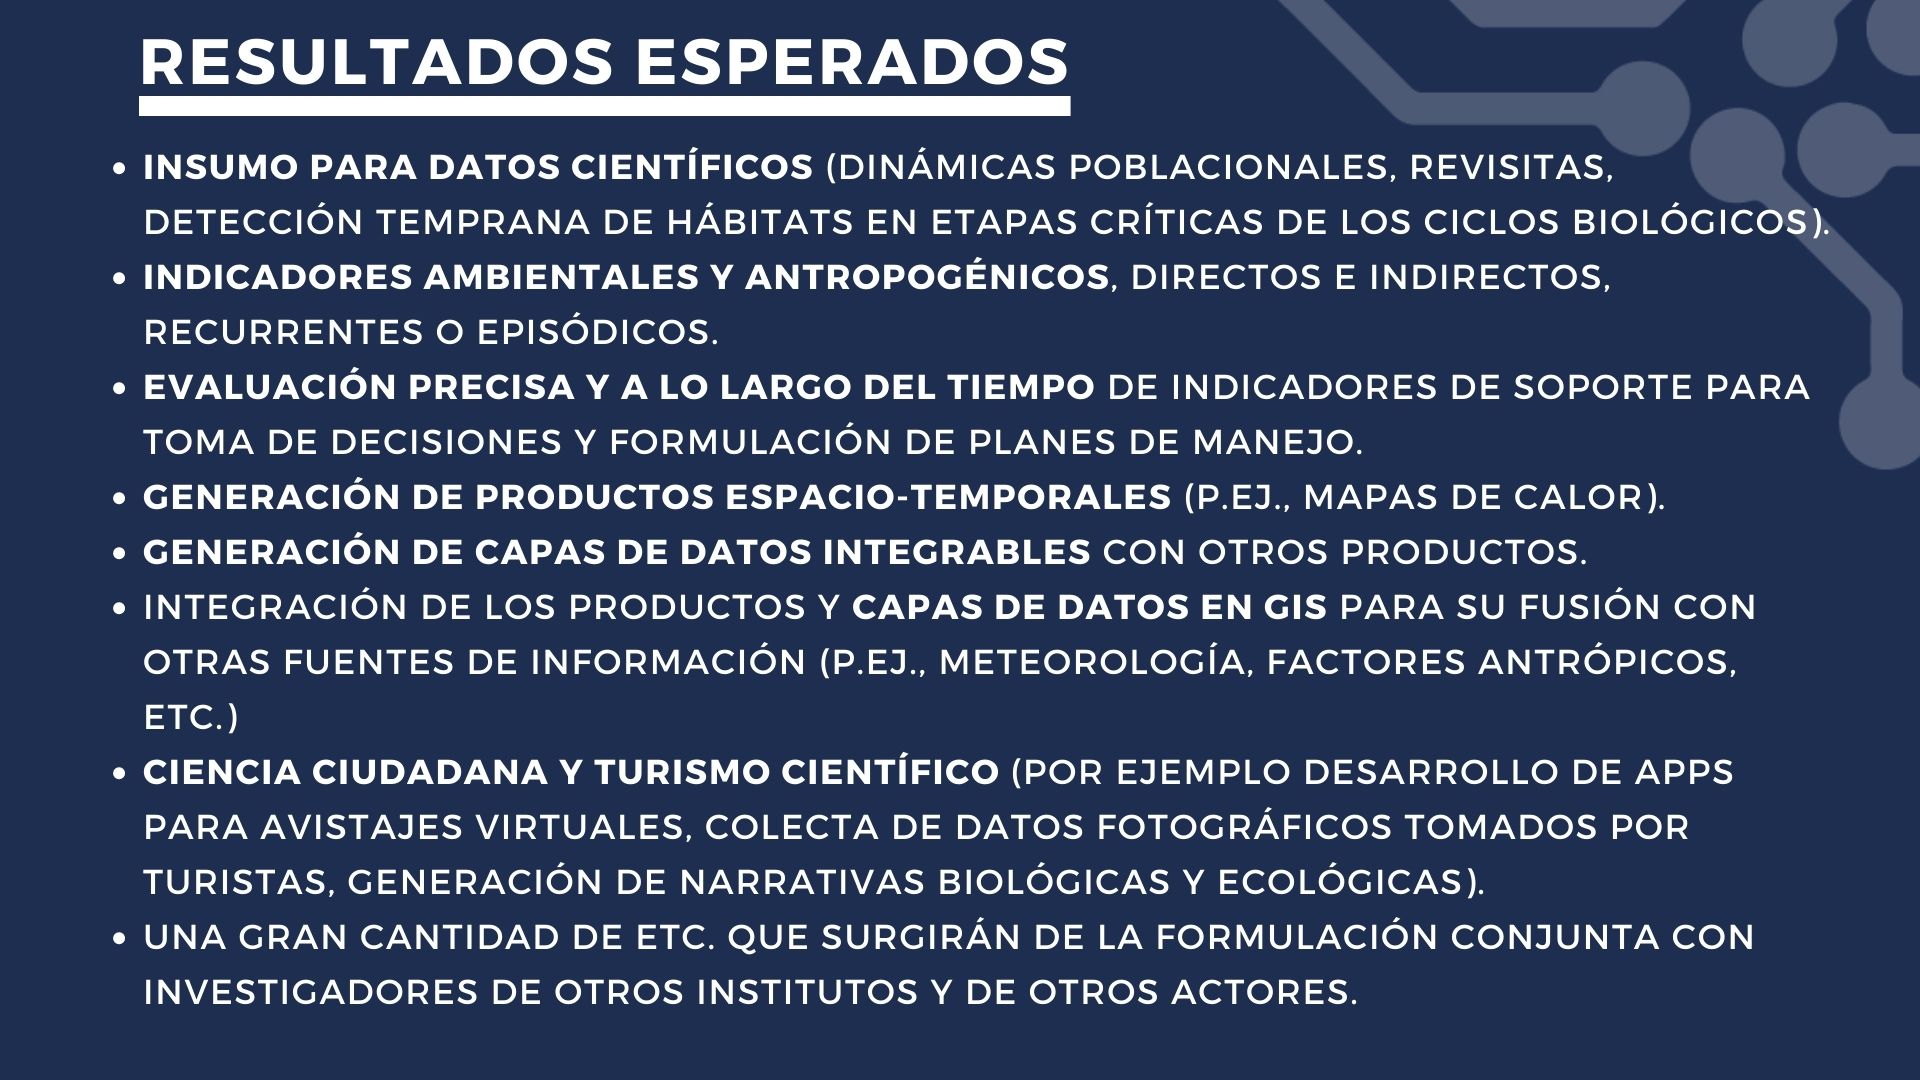 RESULTADOS ESPERADOS
• INSUMO PARA DATOS CIENTÍFICOS (DINÁMICAS POBLACIONALES, REVISITAS,
DETECCIÓN TEMPRANA DE HÁBITATS EN ETAPAS CRÍTICAS DE LOS CICLOS BIOLÓGICOS).
• INDICADORES AMBIENTALES Y ANTROPOGÉNICOS, DIRECTOS E INDIRECTOS,
RECURRENTES O EPISÓDICOS.
• EVALUACIÓN PRECISA Y A LO LARGO DEL TIEMPO DE INDICADORES DE SOPORTE PARA
TOMA DE DECISIONES Y FORMULACIÓN DE PLANES DE MANEJO.
• GENERACIÓN DE PRODUCTOS ESPACIO-TEMPORALES (P.EJ., MAPAS DE CALOR).
• GENERACIÓN DE CAPAS DE DATOS INTEGRABLES CON OTROS PRODUCTOS.
• INTEGRACIÓN DE LOS PRODUCTOS Y CAPAS DE DATOS EN GIS PARA SU FUSIÓN CON
OTRAS FUENTES DE INFORMACIÓN (P.EJ., METEOROLOGÍA, FACTORES ANTRÓPICOS,
ETC.)
• CIENCIA CIUDADANA Y TURISMO CIENTÍFICO (POR EJEMPLO DESARROLLO DE APPS
PARA AVISTAJES VIRTUALES, COLECTA DE DATOS FOTOGRÁFICOS TOMADOS POR
TURISTAS, GENERACIÓN DE NARRATIVAS BIOLÓGICAS Y ECOLÓGICAS).
• UNA GRAN CANTIDAD DE ETC. QUE SURGIRÁN DE LA FORMULACIÓN CONJUNTA CON
INVESTIGADORES DE OTROS INSTITUTOS Y DE OTROS ACTORES.